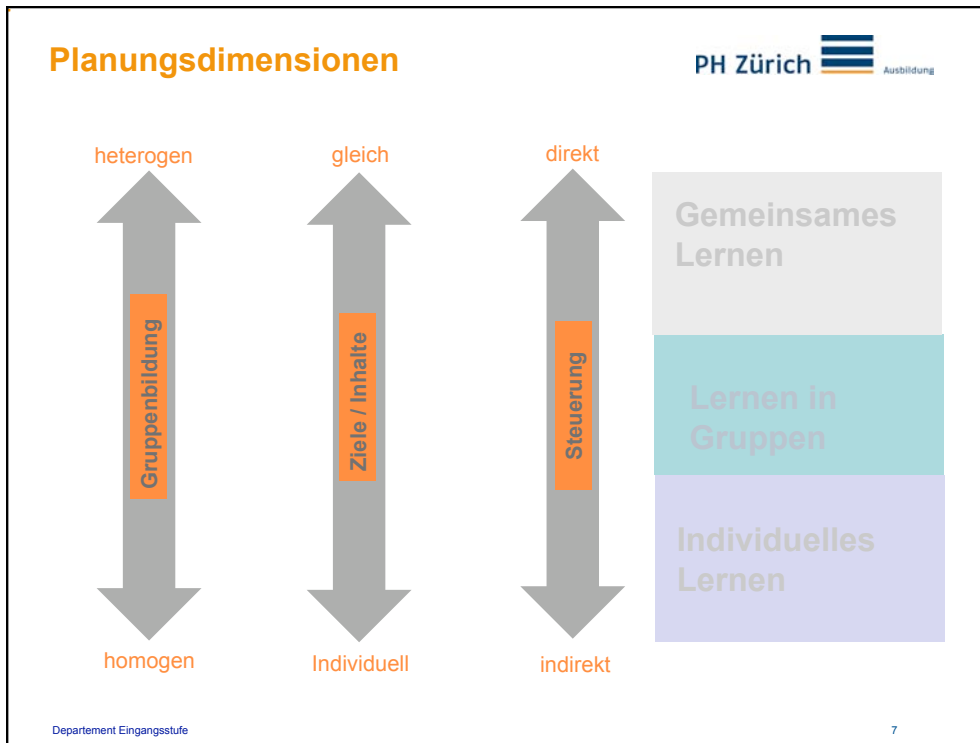 Planungsdimensionen
PH Zürich
Ausbildung
heterogen
gleich
direkt
Gruppenbildung
Ziele / Inhalte
Steuerung
Gemeinsames
Lernen
Lernen in
Gruppen
Individuelles
Lernen
homogen
Individuell
indirekt
Departement Eingangsstufe
7